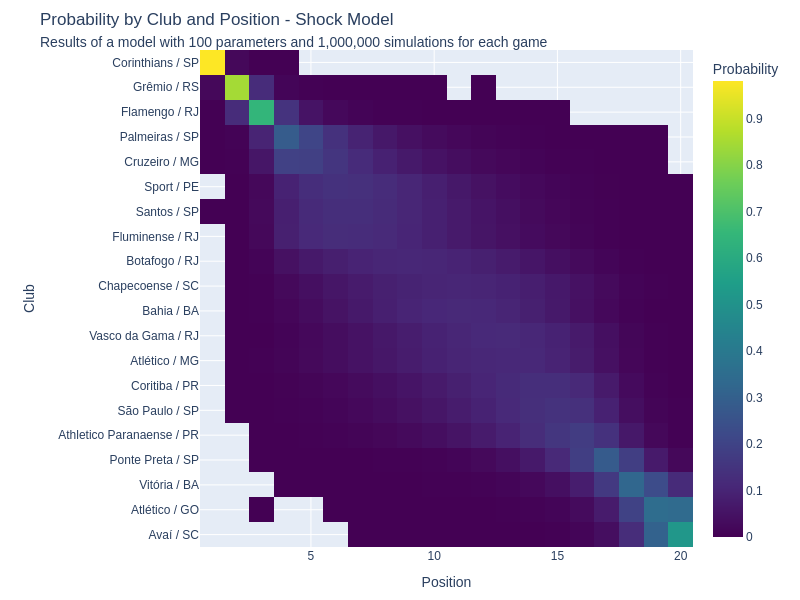 Probability by Club and Position - Shock Model
Results of a model with 100 parameters and 1,000,000 simulations for each game
Corinthians / SP
Grêmio / RS
Flamengo / RJ
Palmeiras / SP
Cruzeiro / MG
Sport / PE
Santos / SP
Fluminense / RJ
Botafogo / RJ
Chapecoense / SC
Bahia / BA
Vasco da Gama / RJ
Atlético / MG
Coritiba / PR
São Paulo / SP
Athletico Paranaense / PR
Ponte Preta / SP
Vitória / BA
Atlético / GO
Avaí / SC
Club
5
10
15
20
Position
Probability
0.9
0.8
0.7
0.6
0.5
0.4
0.3
0.2
0.1
0